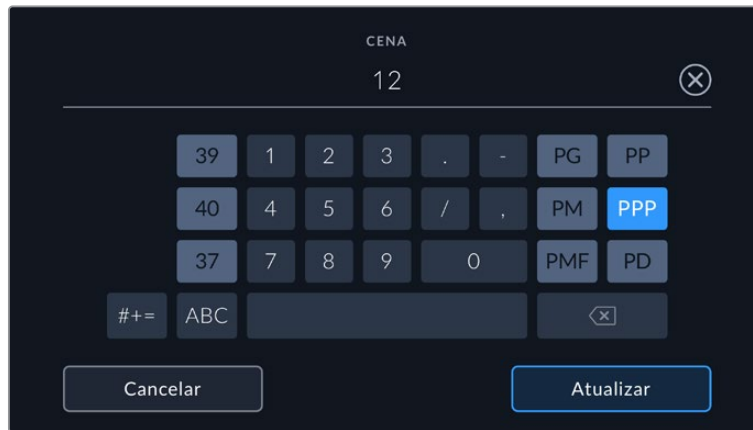 CENA
12
39 1 2 3 . - PG PP
40 4 5 6 / , PM PPP
37 7 8 9 0 PMF PD
#+= ABC
Cancelar Atualizar